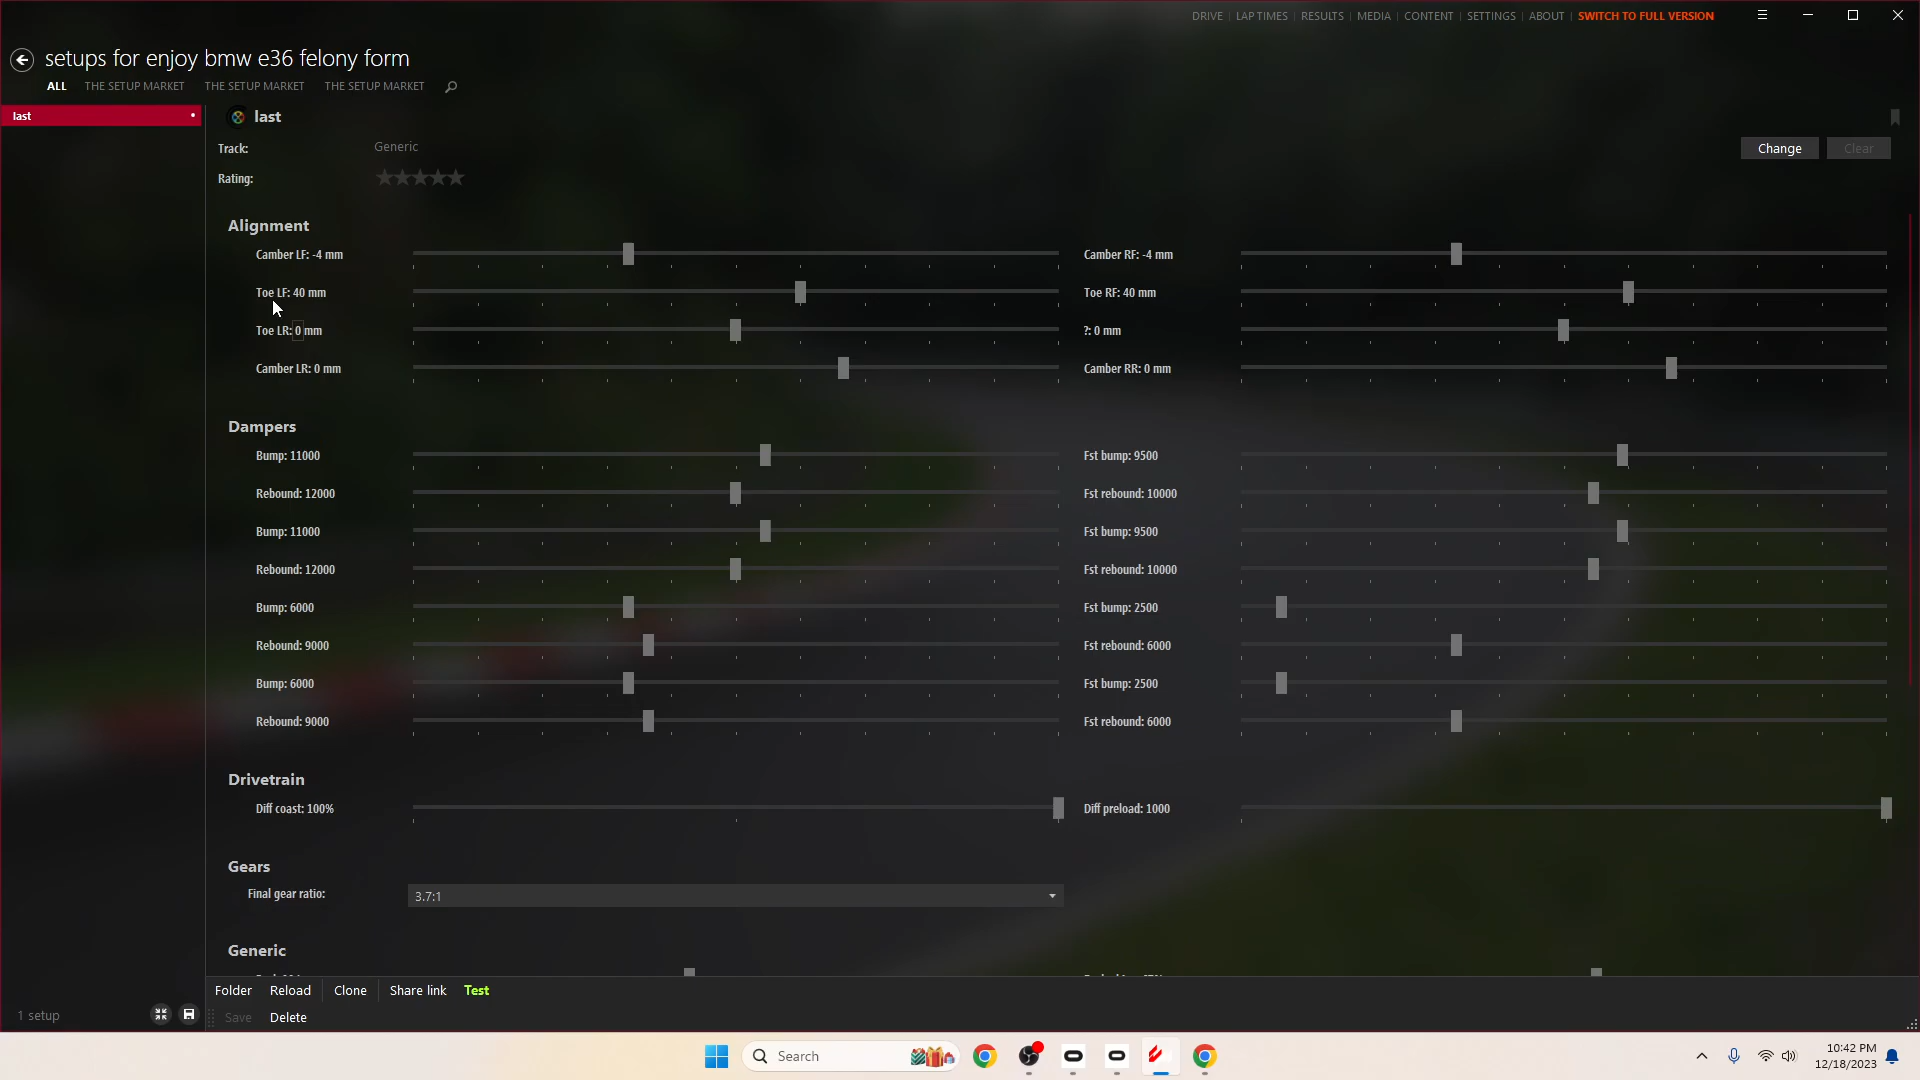 DRIVE | LAP TIMES | RESULTS | MEDIA | CONTENT | SETTINGS | ABOUT | SWITCH TO FULL VERSION
setups for enjoy bmw e36 felony form
ALL THE SETUP MARKET THE SETUP MARKET THE SETUP MARKET
last
last
Track: Generic
Change Clear
Rating:
Alignment
Camber LF: -4 mm Camber RF: -4 mm
Toe LF: 40 mm Toe RF: 40 mm
Toe LR: 0 mm ?: 0 mm
Camber LR: 0 mm Camber RR: 0 mm
Dampers
Bump: 11000 Fst bump: 9500
Rebound: 12000 Fst rebound: 10000
Bump: 11000 Fst bump: 9500
Rebound: 12000 Fst rebound: 10000
Bump: 6000 Fst bump: 2500
Rebound: 9000 Fst rebound: 6000
Bump: 6000 Fst bump: 2500
Rebound: 9000 Fst rebound: 6000
Drivetrain
Diff coast: 100% Diff preload: 1000
Gears
Final gear ratio: 3.7:1
Generic
Folder Reload Clone Share link Test
1 setup
Save Delete
Search
10:42 PM
12/18/2023